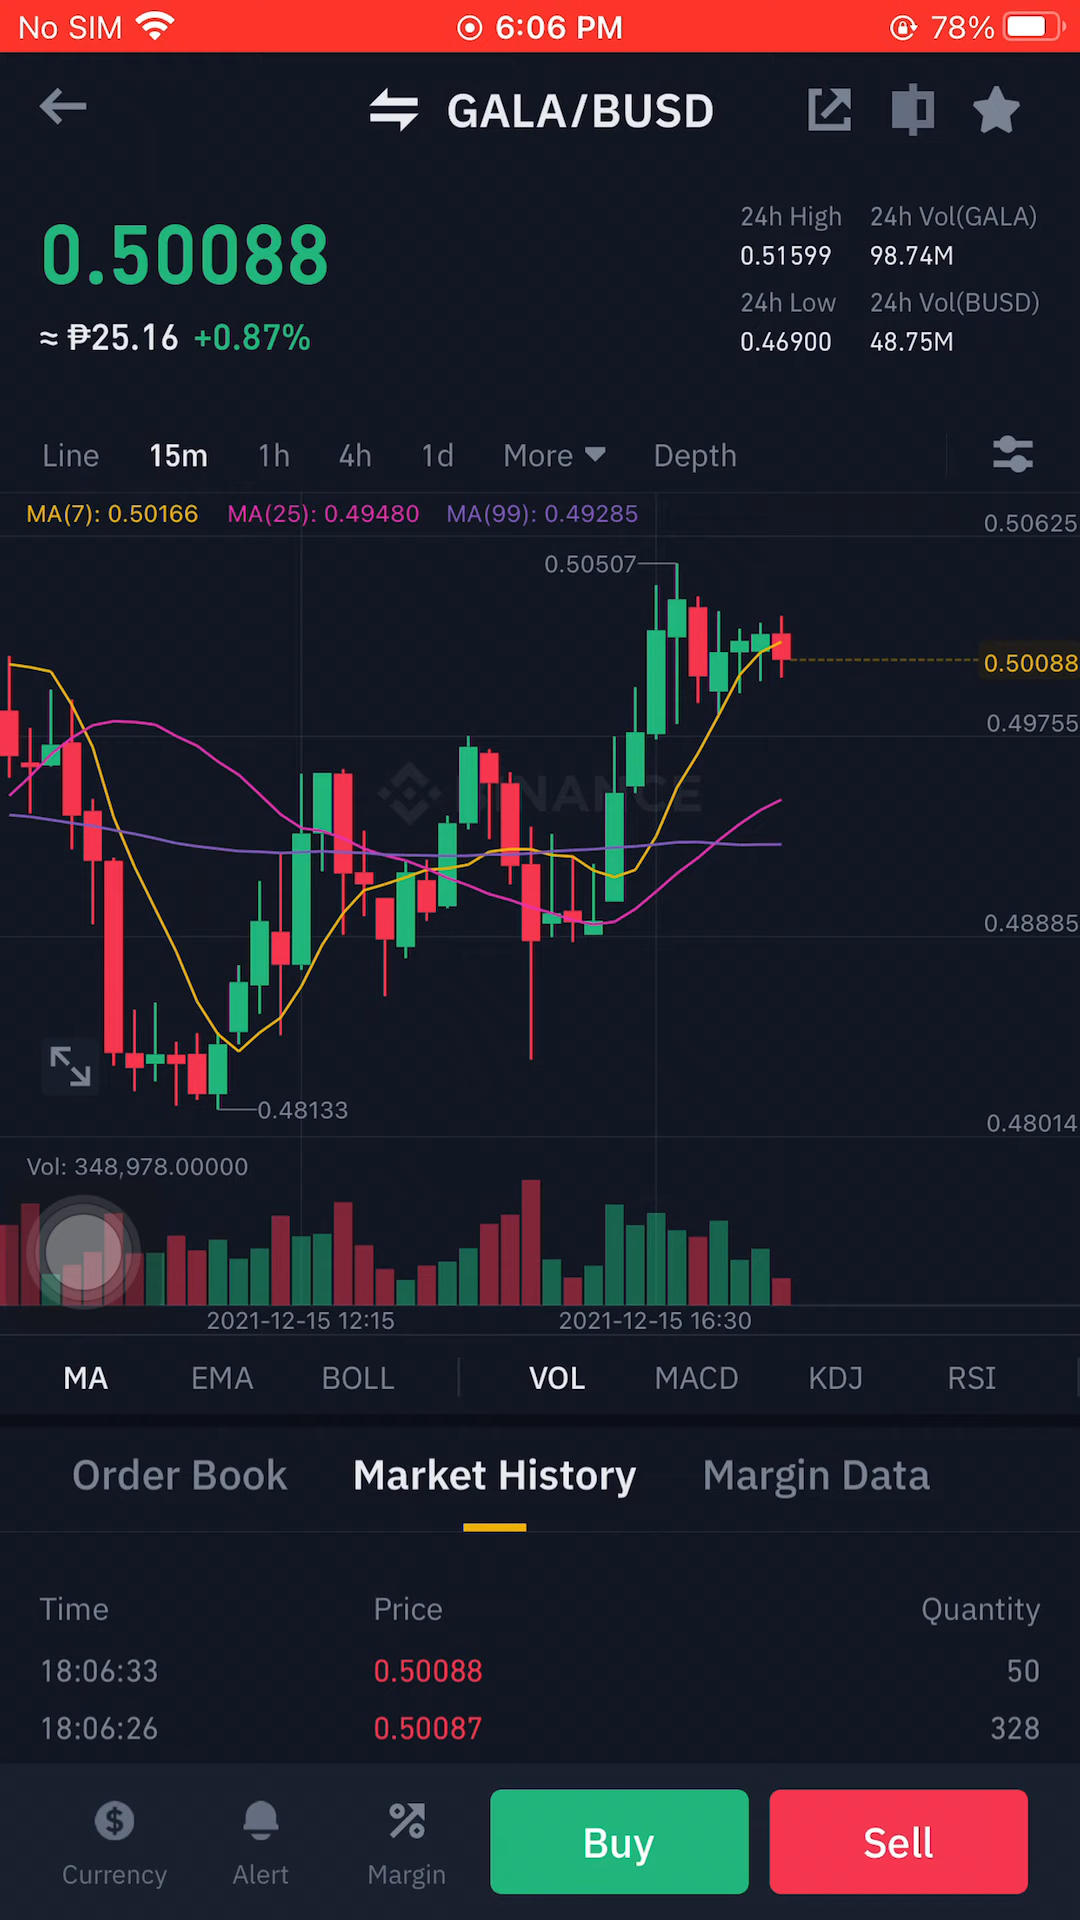 No SIM 6:06 PM 78%
GALA/BUSD
0.50088
≈ ₱25.16 +0.87%
24h High 24h Vol(GALA)
0.51599 98.74M
24h Low 24h Vol(BUSD)
0.46900 48.75M
Line 15m 1h 4h 1d More Depth
MA(7): 0.50166 MA(25): 0.49480 MA(99): 0.49285
0.50625
0.50507
0.50088
0.49755
BINANCE
0.48885
0.48133
0.48014
Vol: 348,978.00000
2021-12-15 12:15 2021-12-15 16:30
MA EMA BOLL VOL MACD KDJ RSI
Order Book Market History Margin Data
Time Price Quantity
18:06:33 0.50088 50
18:06:26 0.50087 328
Currency Alert Margin Buy Sell